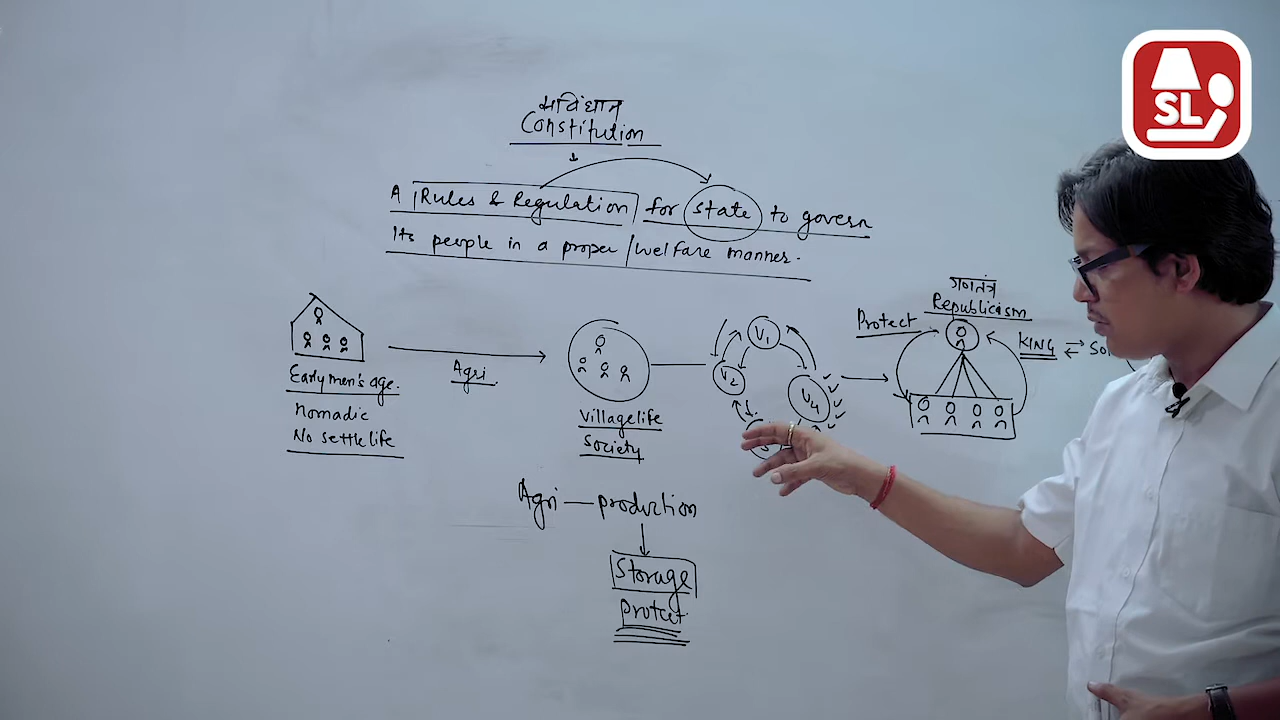 संविधान
Constitution
A Rules & Regulation for State to govern
Its people in a proper / welfare manner.
गणतंत्र
Republicism
Protect
KING
V1
V2
V4
Agri.
Early men's age.
Nomadic
No settle life
Village life
Society
Agri — production
Storage
Protect
SL